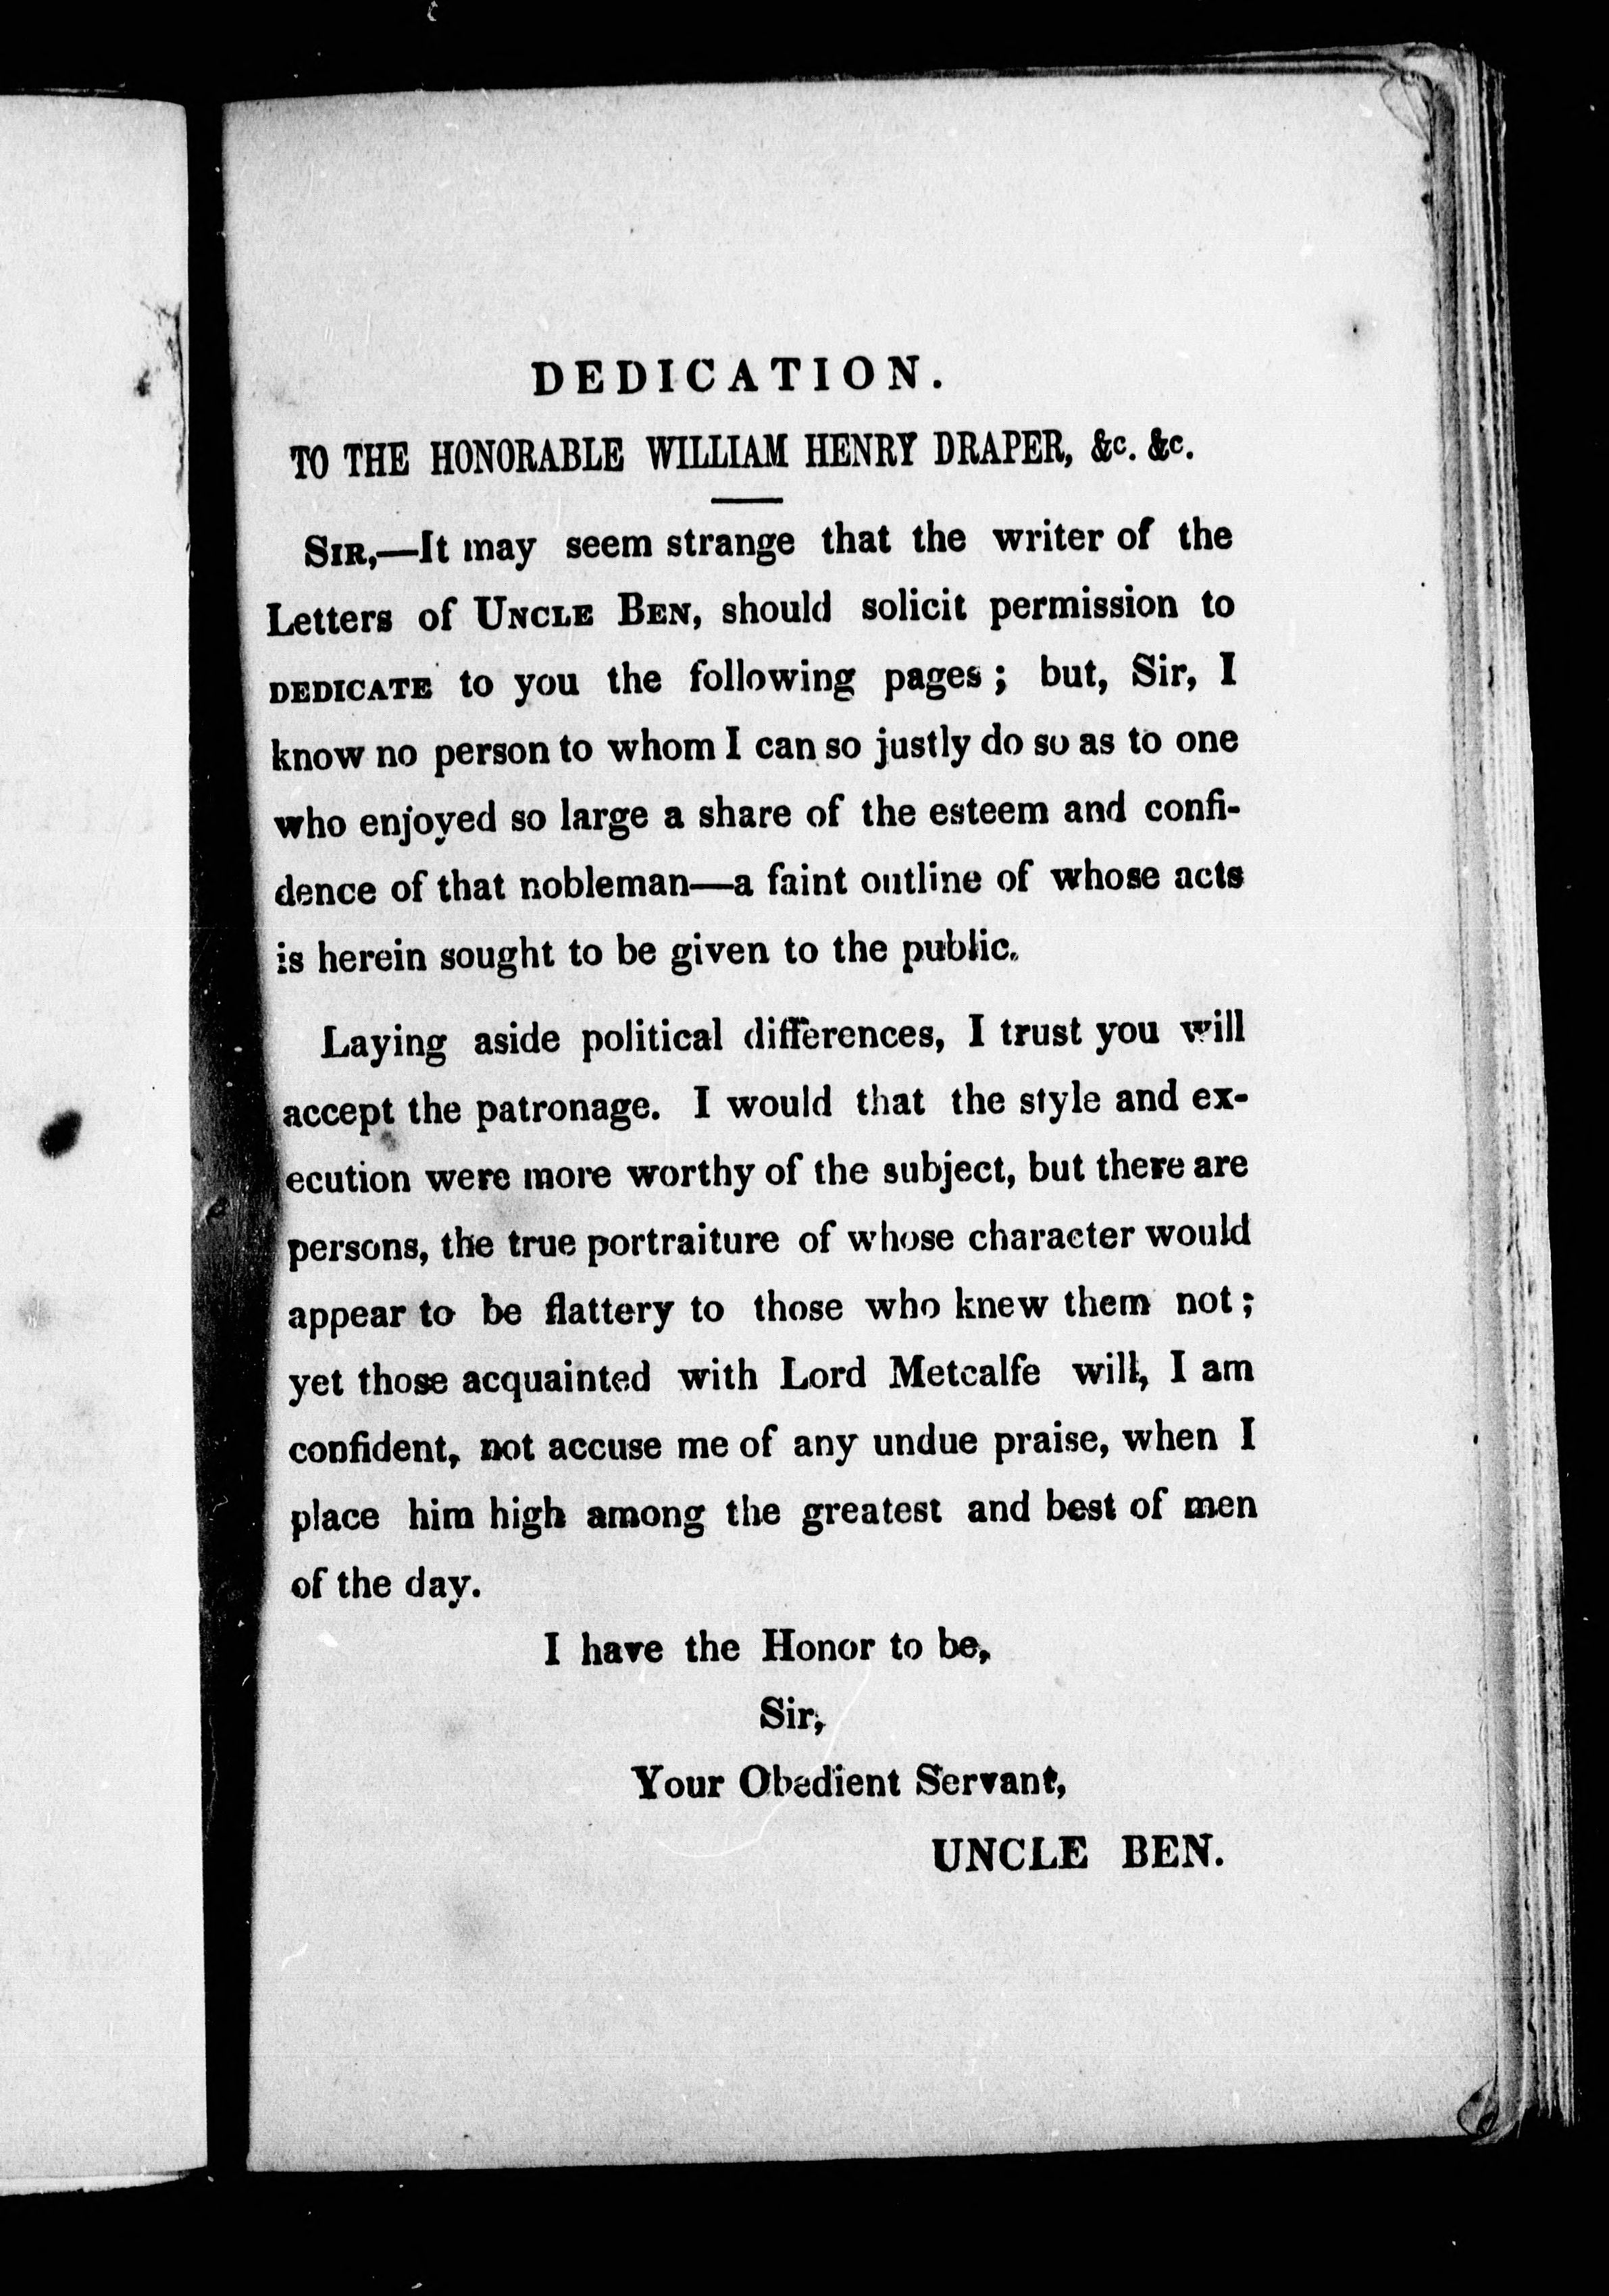 DEDICATION.
TO THE HONORABLE WILLIAM HENRY DRAPER, &c. &c.
SIR,—It may seem strange that the writer of the
Letters of UNCLE BEN, should solicit permission to
DEDICATE to you the following pages; but, Sir, I
know no person to whom I can so justly do so as to one
who enjoyed so large a share of the esteem and confi-
dence of that nobleman—a faint outline of whose acts
is herein sought to be given to the public.
Laying aside political differences, I trust you will
accept the patronage. I would that the style and ex-
ecution were more worthy of the subject, but there are
persons, the true portraiture of whose character would
appear to be flattery to those who knew them not;
yet those acquainted with Lord Metcalfe will, I am
confident, not accuse me of any undue praise, when I
place him high among the greatest and best of men
of the day.
I have the Honor to be,
Sir,
Your Obedient Servant,
UNCLE BEN.